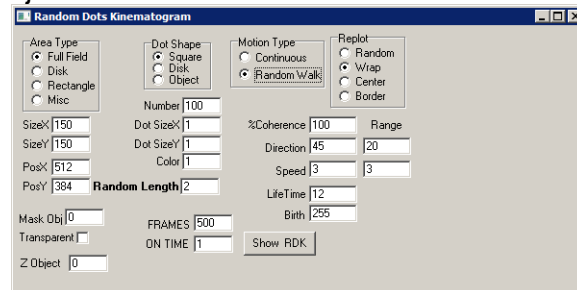 Random Dots Kinematogram
Area Type
Full Field
Disk
Rectangle
Misc
Dot Shape
Square
Disk
Object
Motion Type
Continuous
Random Walk
Replot
Random
Wrap
Center
Border
Number 100
SizeX 150
Dot SizeX 1
%Coherence 100
Range
SizeY 150
Dot SizeY 1
Direction 45
20
PosX 512
Color 1
Speed 3
3
PosY 384
Random Length 2
LifeTime 12
Birth 255
Mask Obj 0
FRAMES 500
Transparent
ON TIME 1
Show RDK
Z Object 0